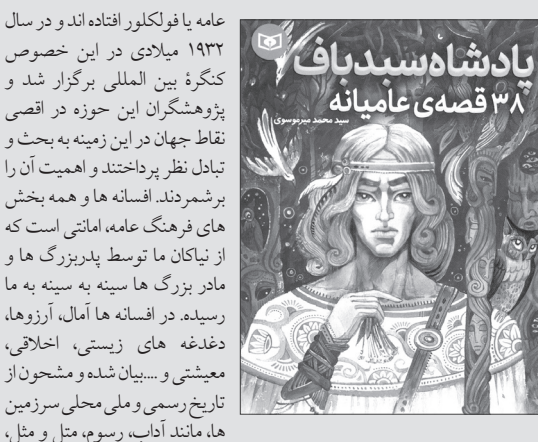 پادشاه سبدباف
۳۸ قصه‌ی عامیانه
سید محمد میرموسوی
عامه یا فولکلور افتاده اند و در سال
۱۹۳۲ میلادی در این خصوص
کنگرهٔ بین المللی برگزار شد و
پژوهشگران این حوزه در اقصی
نقاط جهان در این زمینه به بحث و
تبادل نظر پرداختند و اهمیت آن را
برشمردند. افسانه ها و همه بخش
های فرهنگ عامه، امانتی است که
از نیاکان ما توسط پدربزرگ ها و
مادر بزرگ ها سینه به سینه به ما
رسیده. در افسانه ها آمال، آرزوها،
دغدغه های زیستی، اخلاقی،
معیشتی و ....بیان شده و مشحون از
تاریخ رسمی و ملی محلی سرزمین
ها، مانند آداب، رسوم، متل و مثل،